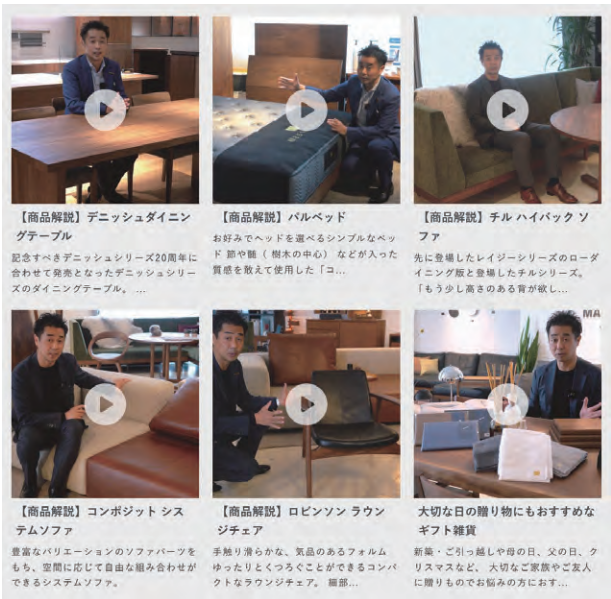 【商品解説】デニッシュダイニン
グテーブル
記念すべきデニッシュシリーズ20周年に
合わせて発売となったデニッシュシリー
ズのダイニングテーブル。 ...
【商品解説】パルベッド
お好みでヘッドを選べるシンプルなベッ
ド 節や髄（ 樹木の中心） などが入った
質感を敢えて使用した「コ...
【商品解説】チル ハイバック ソ
ファ
先に登場したレイジーシリーズのローダ
イニング版と登場したチルシリーズ。
「もう少し高さのある背が欲し...
【商品解説】コンポジット シス
テムソファ
豊富なバリエーションのソファパーツを
もち、空間に応じて自由な組み合わせが
できるシステムソファ。
【商品解説】ロビンソン ラウン
ジチェア
手触り滑らかな、気品のあるフォルム
ゆったりとくつろぐことができるコンパ
クトなラウンジチェア。 細部...
MA
大切な日の贈り物にもおすすめな
ギフト雑貨
新築・ご引っ越しや母の日、父の日、ク
リスマスなど、 大切なご家族やご友人
に贈りものでお悩みの方におす...